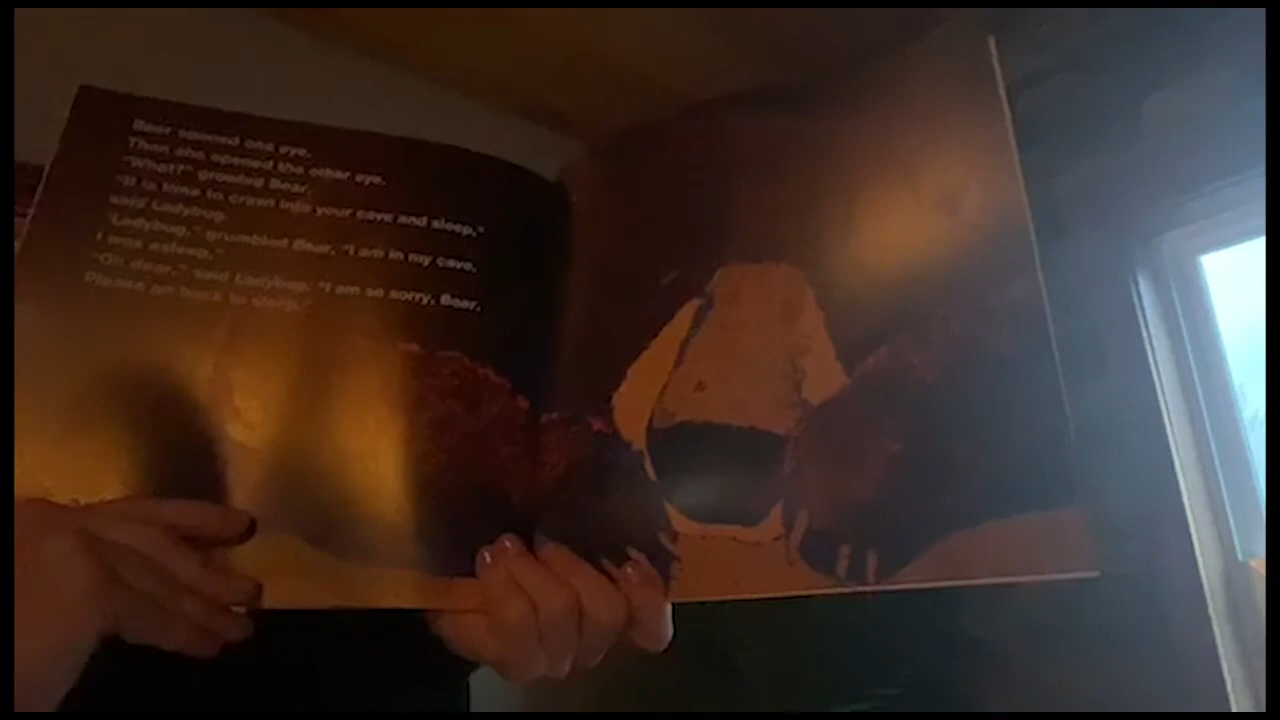 Bear opened one eye.
Then she opened the other eye.
"What?" growled Bear.
"It is time to crawl into your cave and sleep,"
said Ladybug.
"Ladybug," grumbled Bear, "I am in my cave.
I was asleep."
"Oh dear," said Ladybug. "I am so sorry, Bear.
Please go back to sleep."